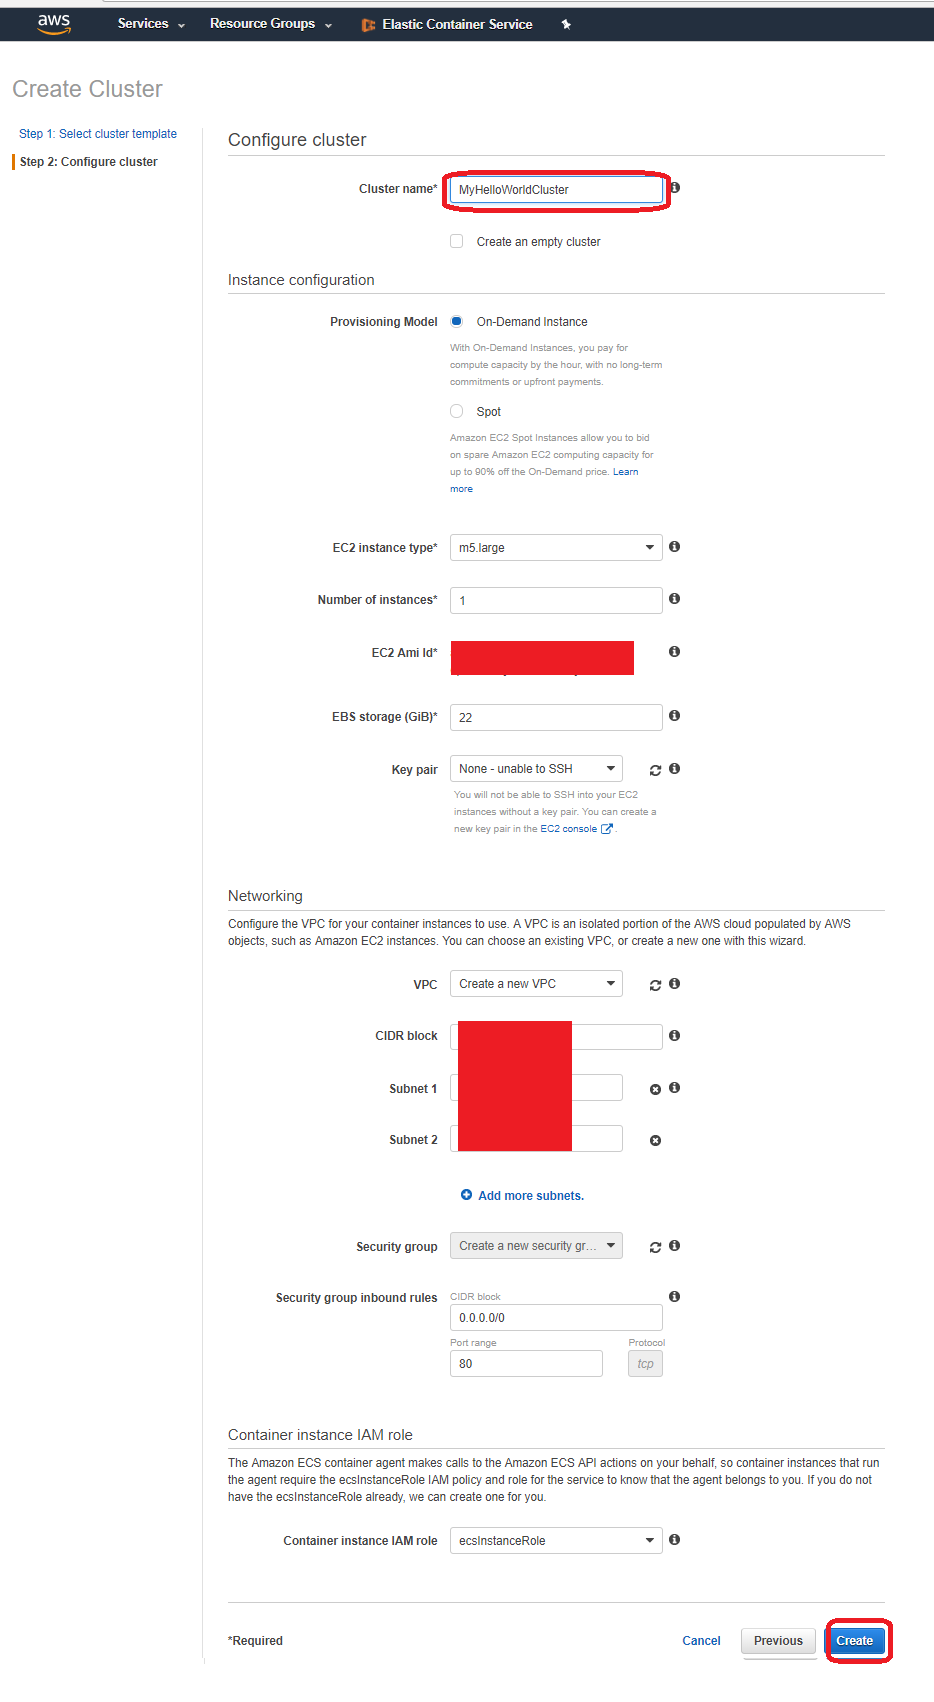 aws Services Resource Groups Elastic Container Service
Create Cluster
Step 1: Select cluster template
Step 2: Configure cluster
Configure cluster
Cluster name* MyHelloWorldCluster
Create an empty cluster
Instance configuration
Provisioning Model On-Demand Instance
With On-Demand Instances, you pay for
compute capacity by the hour, with no long-term
commitments or upfront payments.
Spot
Amazon EC2 Spot Instances allow you to bid
on spare Amazon EC2 computing capacity for
up to 90% off the On-Demand price. Learn
more
EC2 instance type* m5.large
Number of instances* 1
EC2 Ami Id*
EBS storage (GiB)* 22
Key pair None - unable to SSH
You will not be able to SSH into your EC2
instances without a key pair. You can create a
new key pair in the EC2 console .
Networking
Configure the VPC for your container instances to use. A VPC is an isolated portion of the AWS cloud populated by AWS
objects, such as Amazon EC2 instances. You can choose an existing VPC, or create a new one with this wizard.
VPC Create a new VPC
CIDR block
Subnet 1
Subnet 2
Add more subnets.
Security group Create a new security gr...
Security group inbound rules CIDR block
0.0.0.0/0
Port range Protocol
80 tcp
Container instance IAM role
The Amazon ECS container agent makes calls to the Amazon ECS API actions on your behalf, so container instances that run
the agent require the ecsInstanceRole IAM policy and role for the service to know that the agent belongs to you. If you do not
have the ecsInstanceRole already, we can create one for you.
Container instance IAM role ecsInstanceRole
*Required Cancel Previous Create